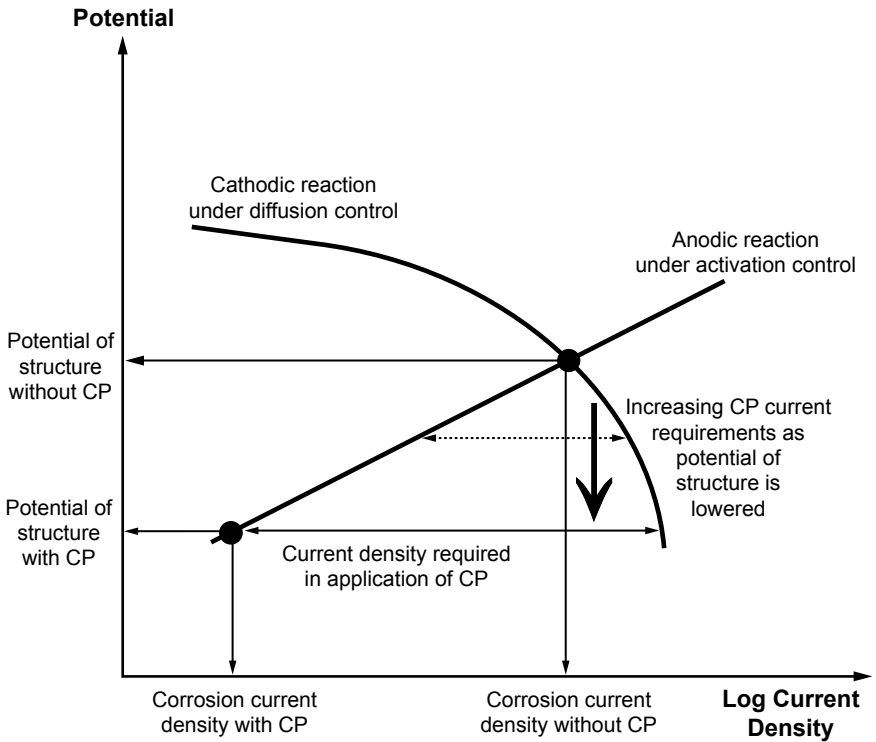 Potential
Cathodic reaction
under diffusion control
Anodic reaction
under activation control
Potential of
structure
without CP
Increasing CP current
requirements as
potential of
structure is
lowered
Potential of
structure
with CP
Current density required
in application of CP
Corrosion current
density with CP
Corrosion current
density without CP
Log Current
Density